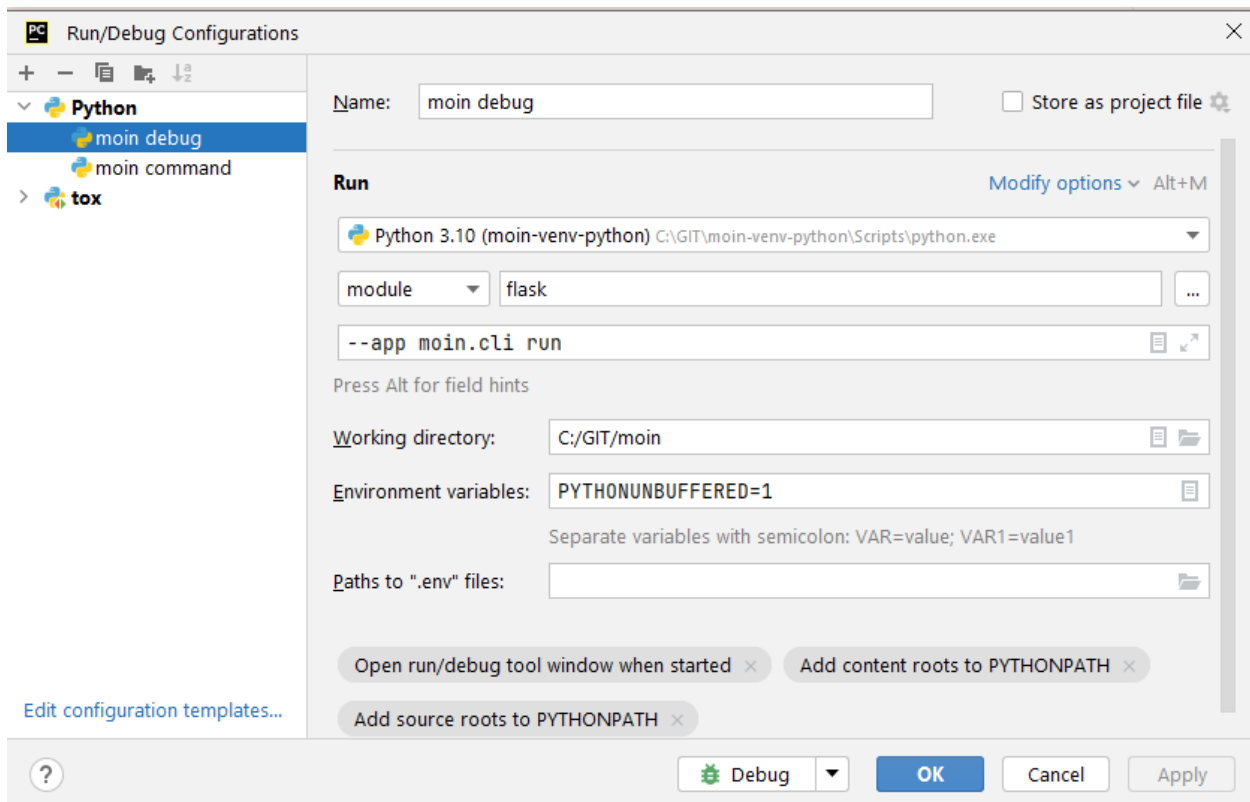 PC Run/Debug Configurations
Python
moin debug
moin command
tox
Edit configuration templates...
Name: moin debug Store as project file
Run Modify options Alt+M
Python 3.10 (moin-venv-python) C:\GIT\moin-venv-python\Scripts\python.exe
module flask ...
--app moin.cli run
Press Alt for field hints
Working directory: C:/GIT/moin
Environment variables: PYTHONUNBUFFERED=1
Separate variables with semicolon: VAR=value; VAR1=value1
Paths to ".env" files:
Open run/debug tool window when started × Add content roots to PYTHONPATH ×
Add source roots to PYTHONPATH ×
? Debug OK Cancel Apply